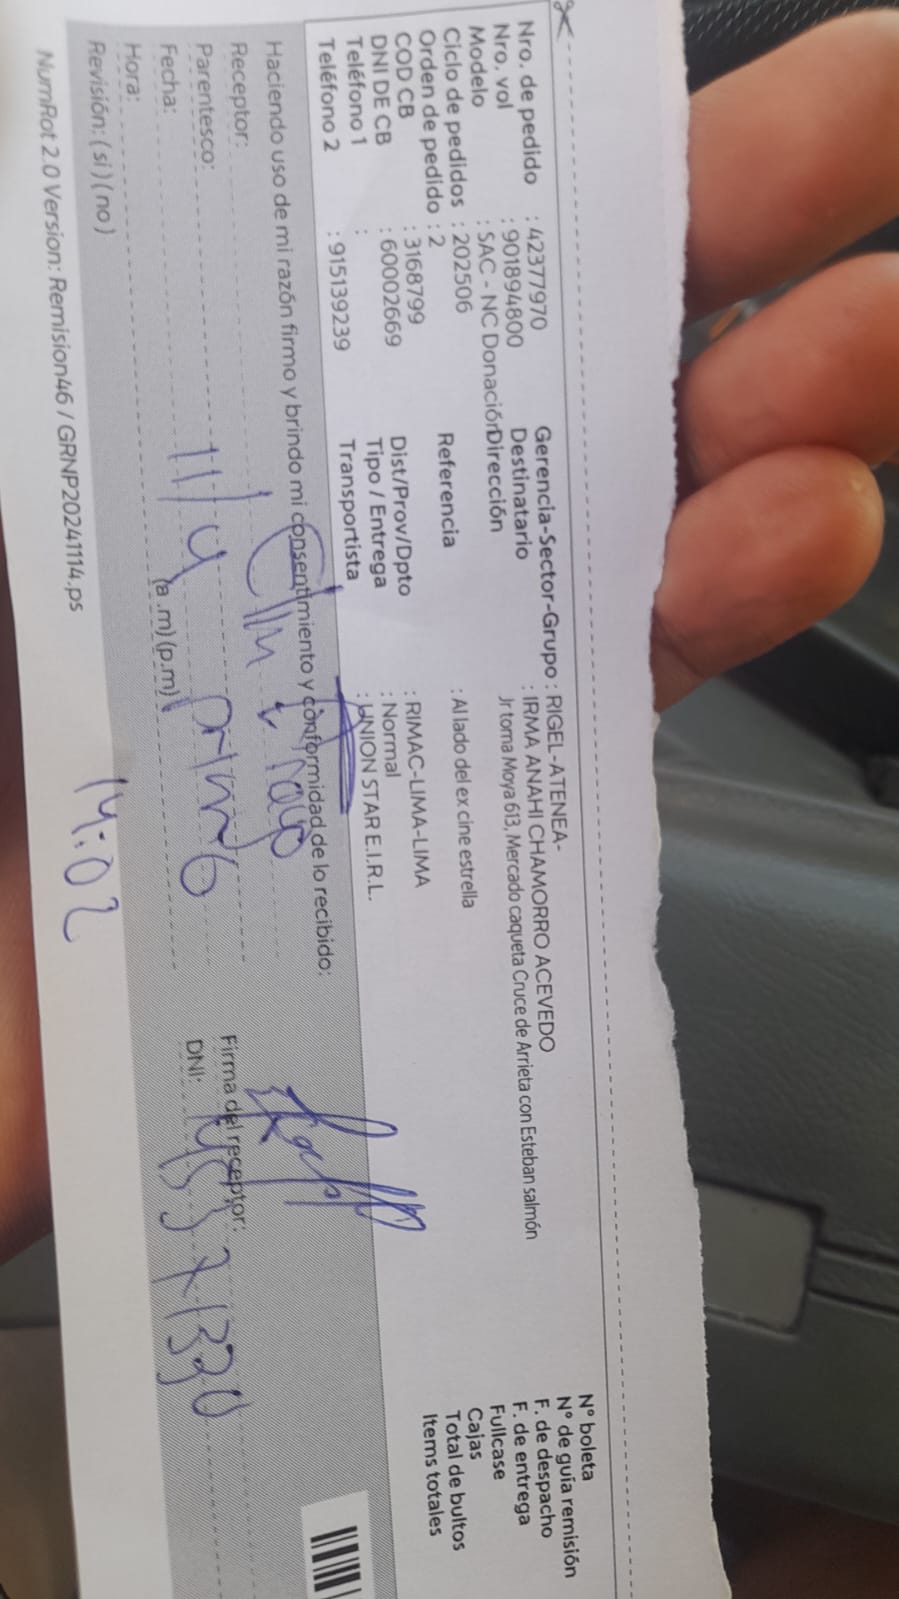 Nro. de pedido : 42377970
Nro. vol : 901894800
Modelo : SAC - NC Donación
Ciclo de pedidos : 202506
Orden de pedido : 2
COD CB : 3168799
DNI DE CB : 60002669
Teléfono 1 :
Teléfono 2 : 915139239
Gerencia-Sector-Grupo : RIGEL-ATENEA-
Destinatario : IRMA ANAHI CHAMORRO ACEVEDO
Dirección Jr toma Moya 613, Mercado caqueta Cruce de Arrieta con Esteban salmón
Referencia : Al lado del ex cine estrella
Dist/Prov/Dpto : RIMAC-LIMA-LIMA
Tipo / Entrega : Normal
Transportista : UNION STAR E.I.R.L.
N° boleta
N° de guía remisión
F. de despacho
F. de entrega
Fullcase
Cajas
Total de bultos
Items totales
Haciendo uso de mi razón firmo y brindo mi consentimiento y conformidad de lo recibido:
Receptor:
Parentesco: primo
Fecha: 11/4
Hora: (a .m) (p.m) 14:02
Revisión: ( si ) ( no )
Firma del receptor:
DNI:
NumRot 2.0 Version: Remision46 / GRNP20241114.ps